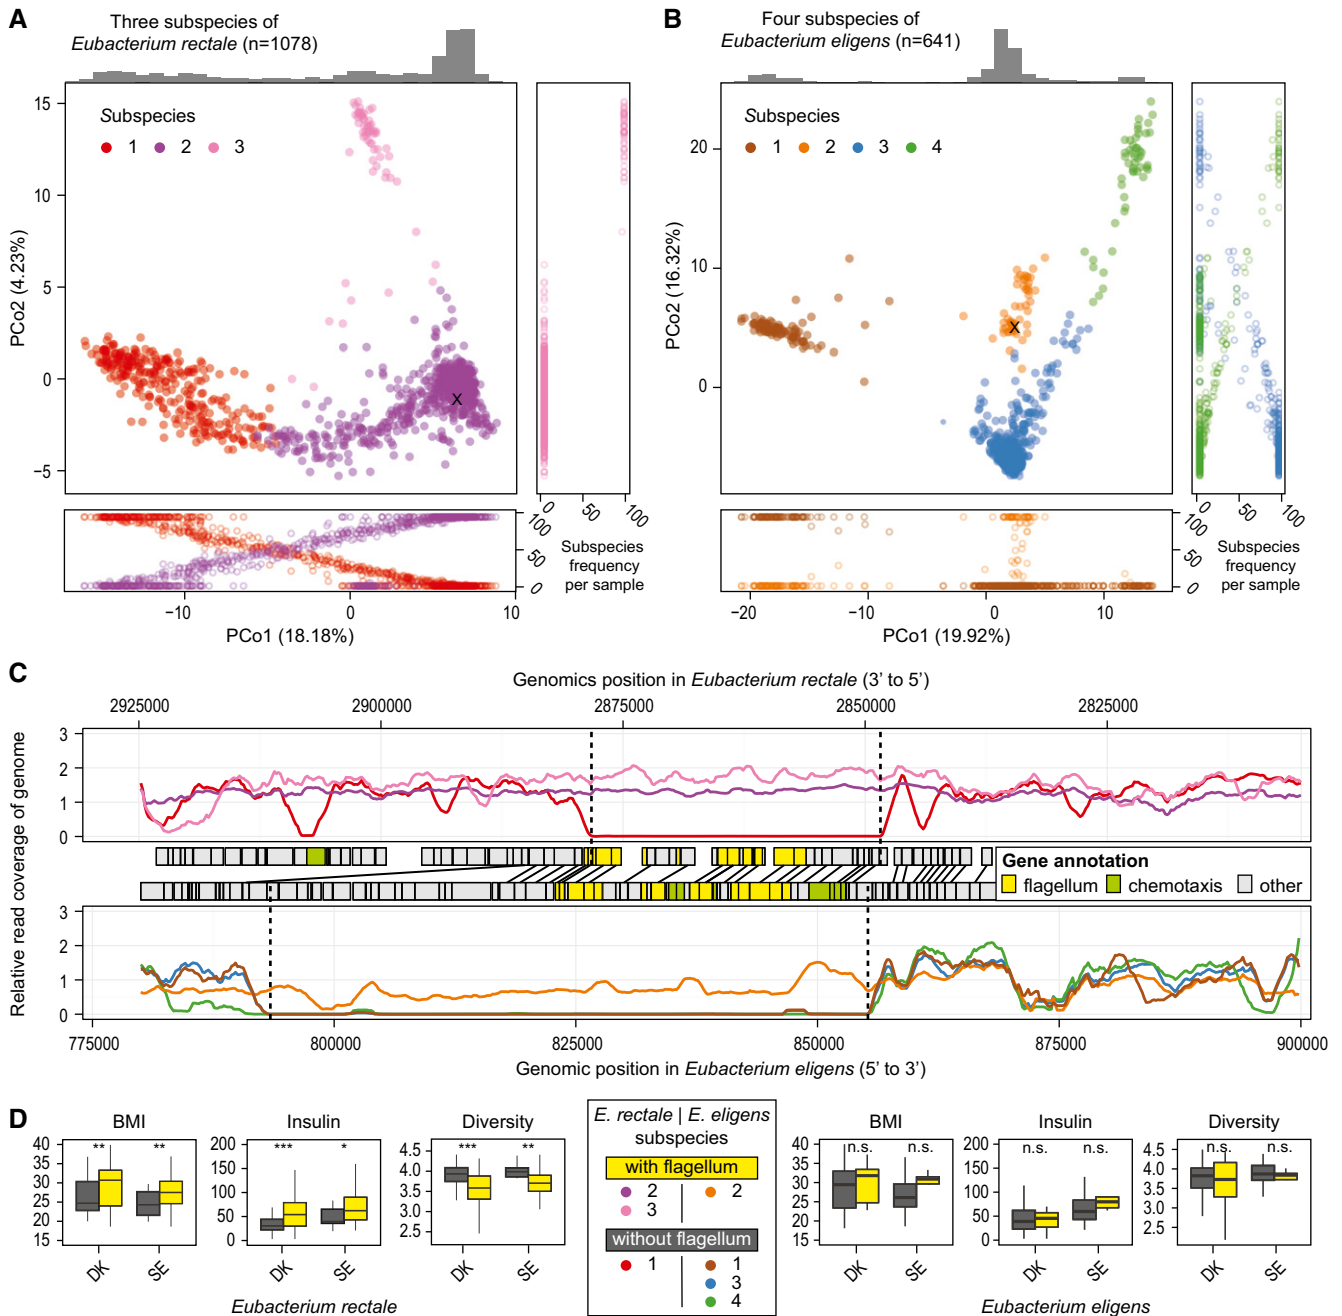 A
Three subspecies of
Eubacterium rectale (n=1078)
Subspecies
1 2 3
PCo2 (4.23%)
15
10
5
0
−5
0 50 100
100
50
0
Subspecies
frequency
per sample
−10 0 10
PCo1 (18.18%)
B
Four subspecies of
Eubacterium eligens (n=641)
Subspecies
1 2 3 4
PCo2 (16.32%)
20
10
0
X
X
0 50 100
100
50
0
Subspecies
frequency
per sample
−20 −10 0 10
PCo1 (19.92%)
C
Genomics position in Eubacterium rectale (3' to 5')
2925000 2900000 2875000 2850000 2825000
Relative read coverage of genome
3
2
1
0
Gene annotation
flagellum chemotaxis other
3
2
1
0
775000 800000 825000 850000 875000 900000
Genomic position in Eubacterium eligens (5' to 3')
D
BMI
** **
40
35
30
25
20
15
DK SE
Insulin
*** *
200
150
100
50
0
DK SE
Diversity
*** **
4.5
4.0
3.5
3.0
2.5
DK SE
Eubacterium rectale
E. rectale | E. eligens
subspecies
with flagellum
2 2
3
without flagellum
1 1
3
4
BMI
n.s. n.s.
40
35
30
25
20
15
DK SE
Insulin
n.s. n.s.
200
150
100
50
0
DK SE
Diversity
n.s. n.s.
4.5
4.0
3.5
3.0
2.5
DK SE
Eubacterium eligens